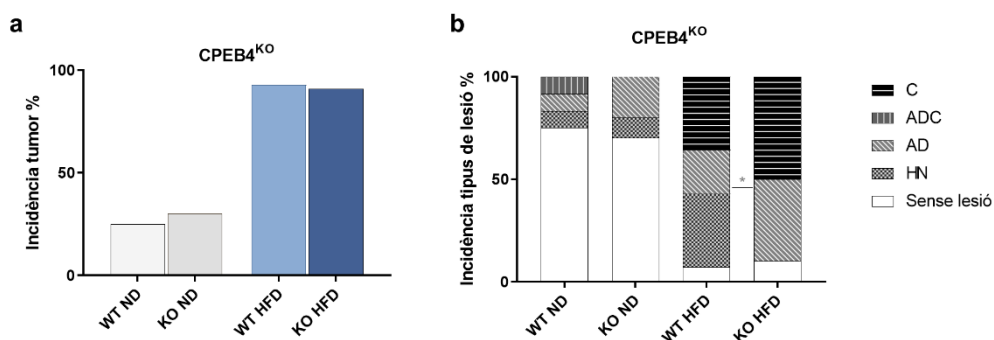 a
CPEB4KO
Incidència tumor %
100
50
0
WT ND
KO ND
WT HFD
KO HFD
b
CPEB4KO
Incidència tipus de lesió %
100
50
0
*
WT ND
KO ND
WT HFD
KO HFD
C
ADC
AD
HN
Sense lesió